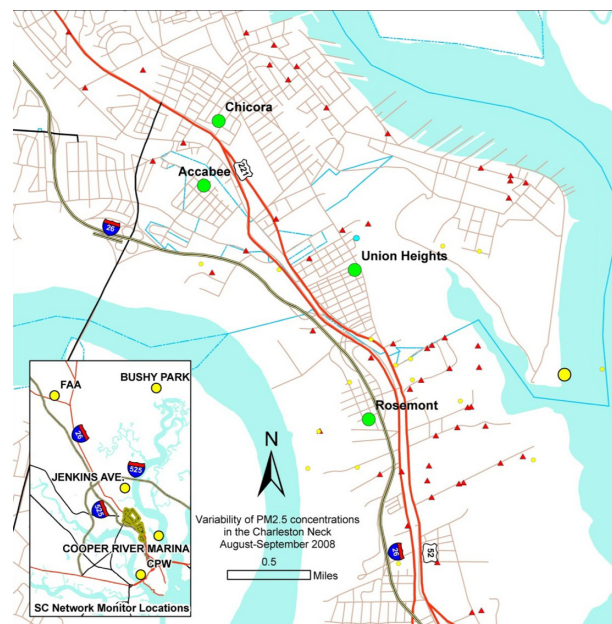 Chicora
221
Accabee
26
Union Heights
Rosemont
N
Variability of PM2.5 concentrations
in the Charleston Neck
August-September 2008
0.5
Miles
26
52
FAA
BUSHY PARK
26
525
JENKINS AVE.
525
COOPER RIVER MARINA
CPW
SC Network Monitor Locations